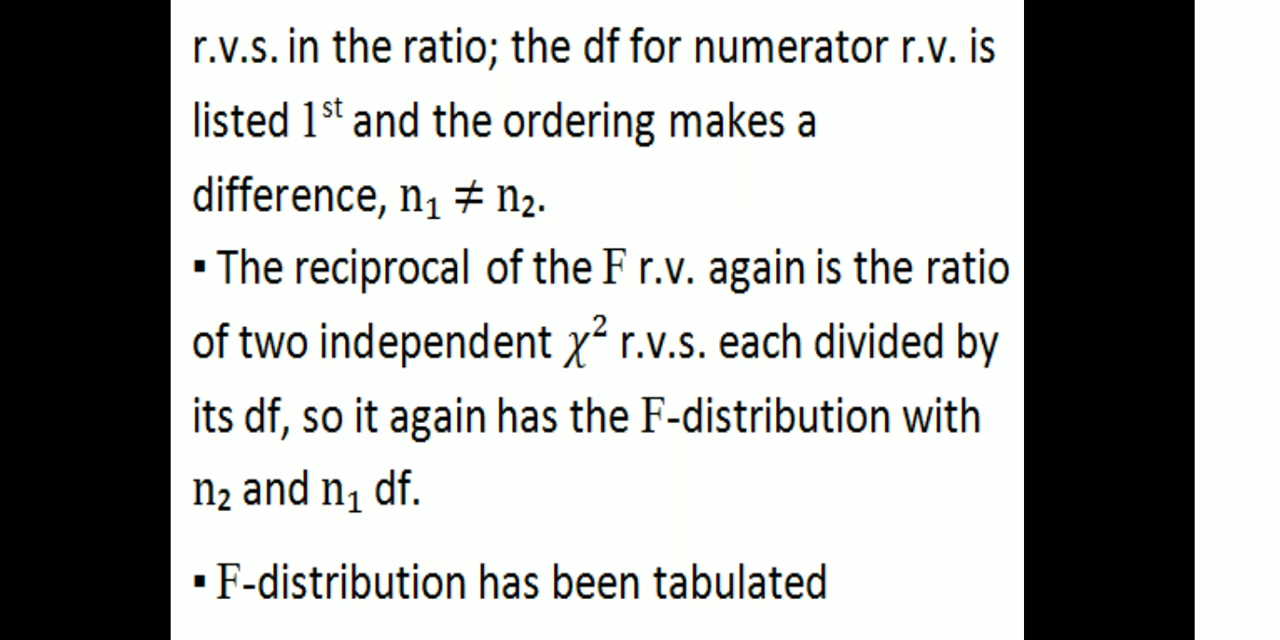 r.v.s. in the ratio; the df for numerator r.v. is
listed 1ˢᵗ and the ordering makes a
difference, n₁ ≠ n₂.
▪ The reciprocal of the F r.v. again is the ratio
of two independent χ² r.v.s. each divided by
its df, so it again has the F-distribution with
n₂ and n₁ df.
▪ F-distribution has been tabulated